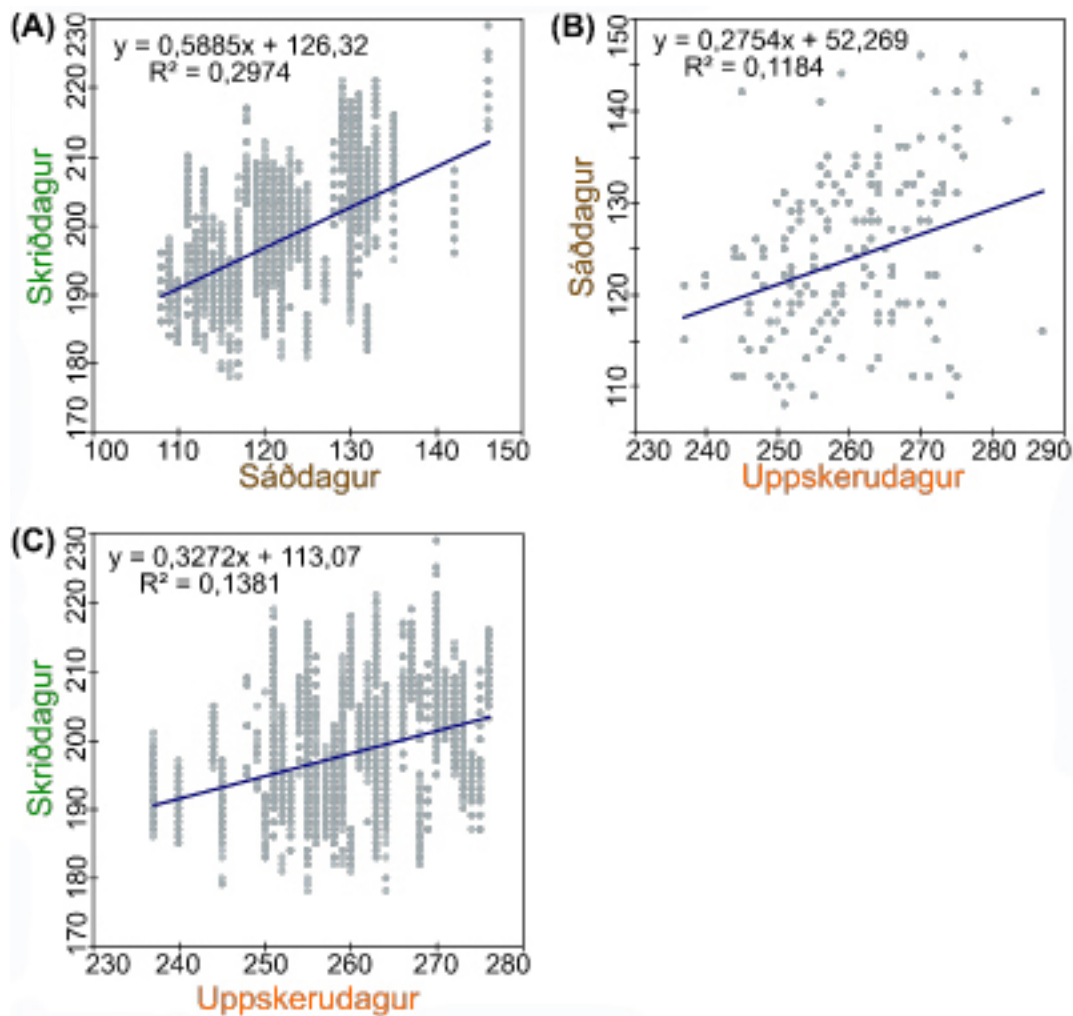 (A)
y = 0,5885x + 126,32
R² = 0,2974
230
220
210
200
190
180
170
Skriðdagur
100 110 120 130 140 150
Sáðdagur
(B)
y = 0,2754x + 52,269
R² = 0,1184
150
140
130
120
110
Sáðdagur
230 240 250 260 270 280 290
Uppskerudagur
(C)
y = 0,3272x + 113,07
R² = 0,1381
230
220
210
200
190
180
170
Skriðdagur
230 240 250 260 270 280
Uppskerudagur